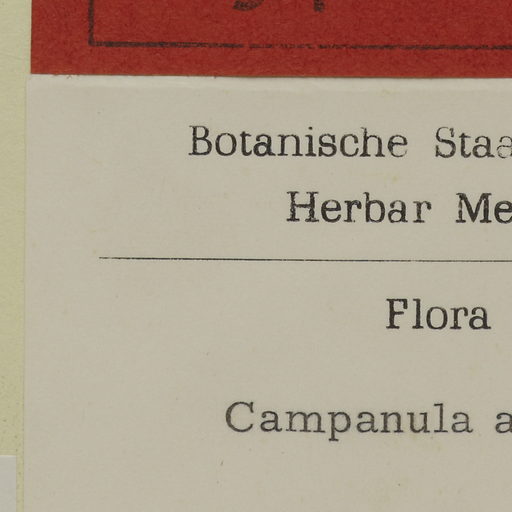 Botanische Staa
Herbar Me
Flora
Campanula a